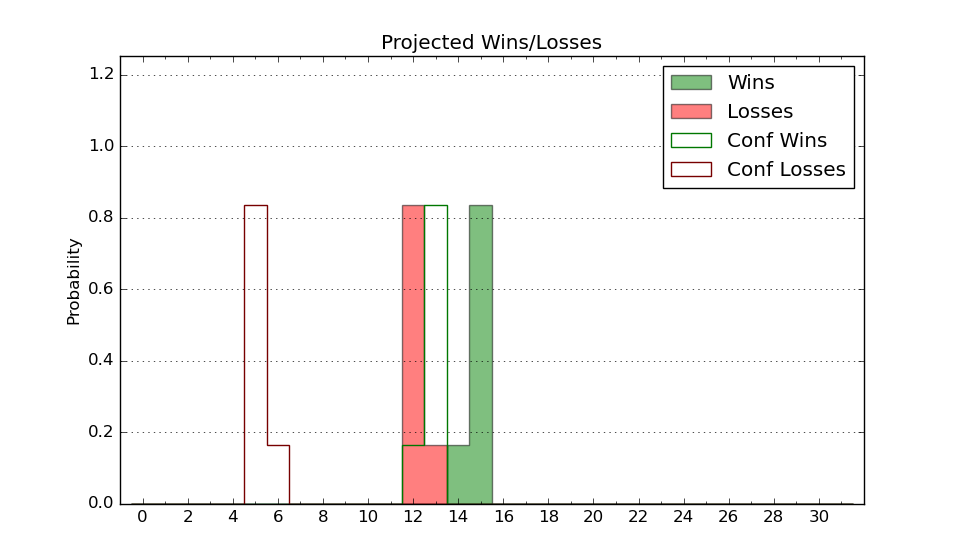 Projected Wins/Losses
Wins
Losses
Conf Wins
Conf Losses
Probability
1.2
1.0
0.8
0.6
0.4
0.2
0.0
0 2 4 6 8 10 12 14 16 18 20 22 24 26 28 30